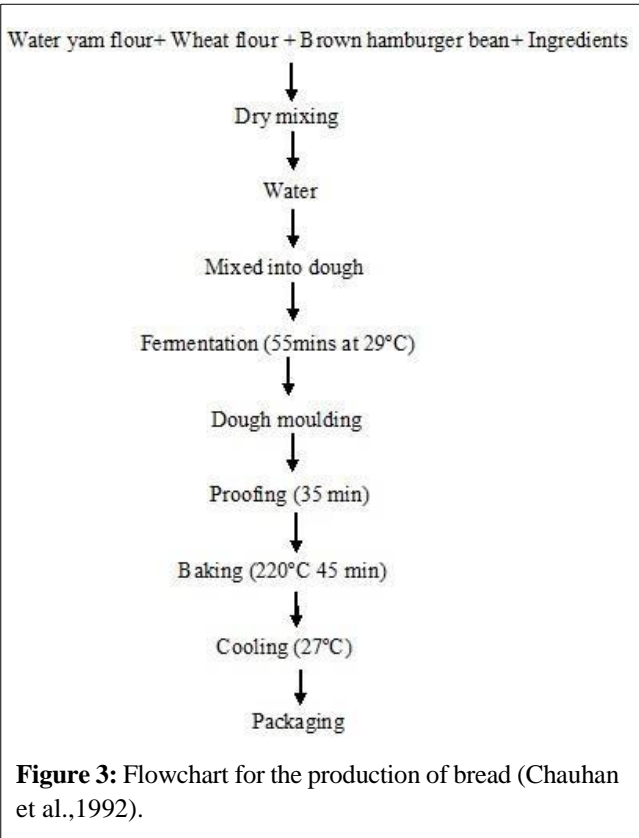 Water yam flour+ Wheat flour +Brown hamburger bean+ Ingredients
Dry mixing
Water
Mixed into dough
Fermentation (55mins at 29°C)
Dough moulding
Proofing (35 min)
Baking (220°C 45 min)
Cooling (27°C)
Packaging
Figure 3: Flowchart for the production of bread (Chauhan
et al.,1992).